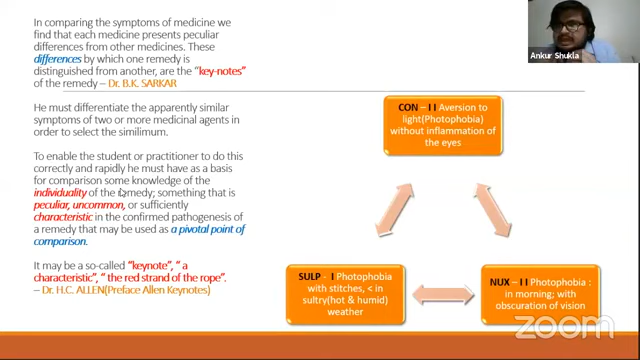 In comparing the symptoms of medicine we
find that each medicine presents peculiar
differences from other medicines. These
differences by which one remedy is
distinguished from another, are the "key-notes"
of the remedy – Dr. B.K. SARKAR
He must differentiate the apparently similar
symptoms of two or more medicinal agents in
order to select the similimum.
To enable the student or practitioner to do this
correctly and rapidly he must have as a basis
for comparison some knowledge of the
individuality of the remedy; something that is
peculiar, uncommon, or sufficiently
characteristic in the confirmed pathogenesis of
a remedy that may be used as a pivotal point of
comparison.
It may be a so-called "keynote", " a
characteristic", " the red strand of the rope".
– Dr. H.C. ALLEN(Preface Allen Keynotes)
CON – I I Aversion to
light(Photophobia)
without inflammation of
the eyes
SULP - I Photophobia
with stitches, < in
sultry(hot & humid)
weather
NUX – I I Photophobia :
in morning; with
obscuration of vision
Ankur Shukla
LIVE ON
zoom